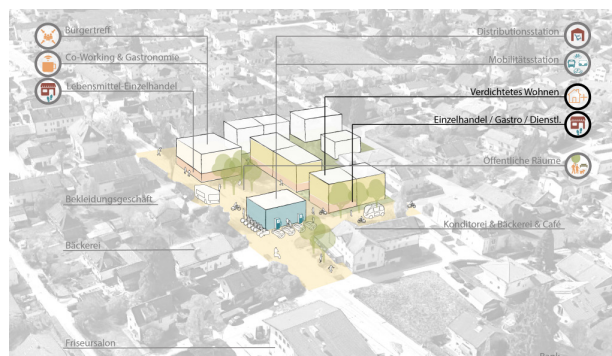 Bürgertreff
Co-Working & Gastronomie
Lebensmittel-Einzelhandel
Distributionsstation
Mobilitätsstation
Verdichtetes Wohnen
Einzelhandel / Gastro / Dienstl.
Öffentliche Räume
Bekleidungsgeschäft
Bäckerei
Konditorei & Bäckerei & Café
Friseursalon